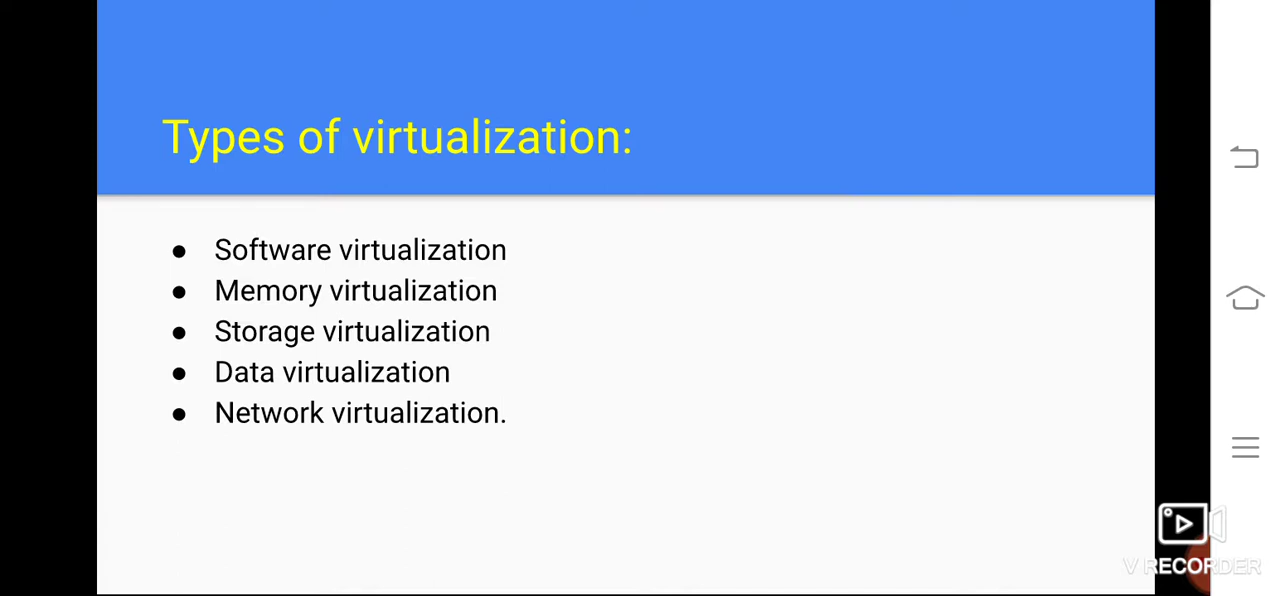 Types of virtualization:
● Software virtualization
● Memory virtualization
● Storage virtualization
● Data virtualization
● Network virtualization.
V RECORDER